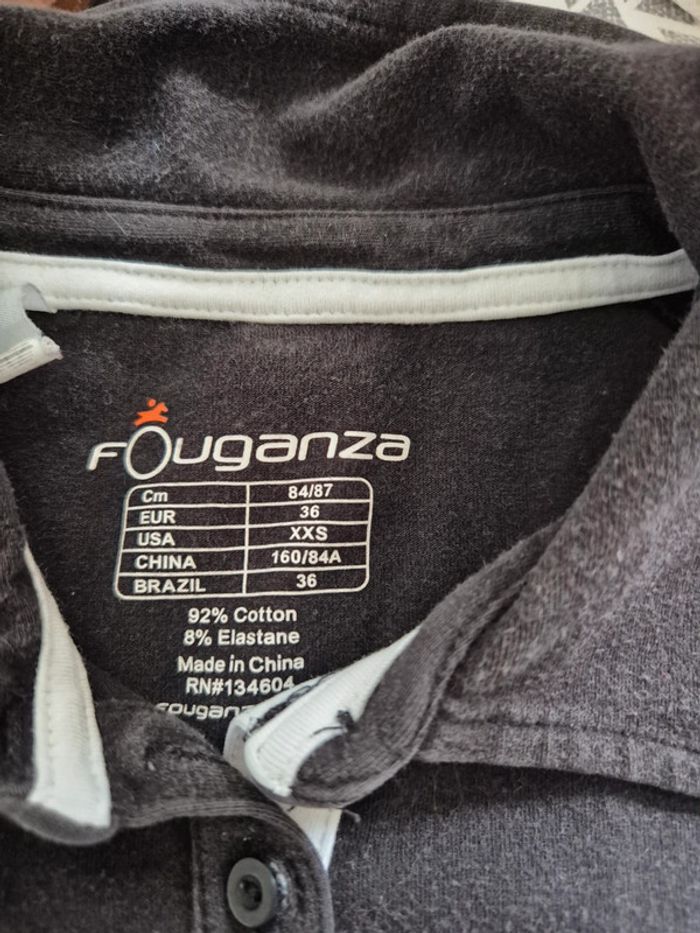 Fouganza
Cm 84/87
EUR 36
USA XXS
CHINA 160/84A
BRAZIL 36
92% Cotton
8% Elastane
Made in China
RN#134604